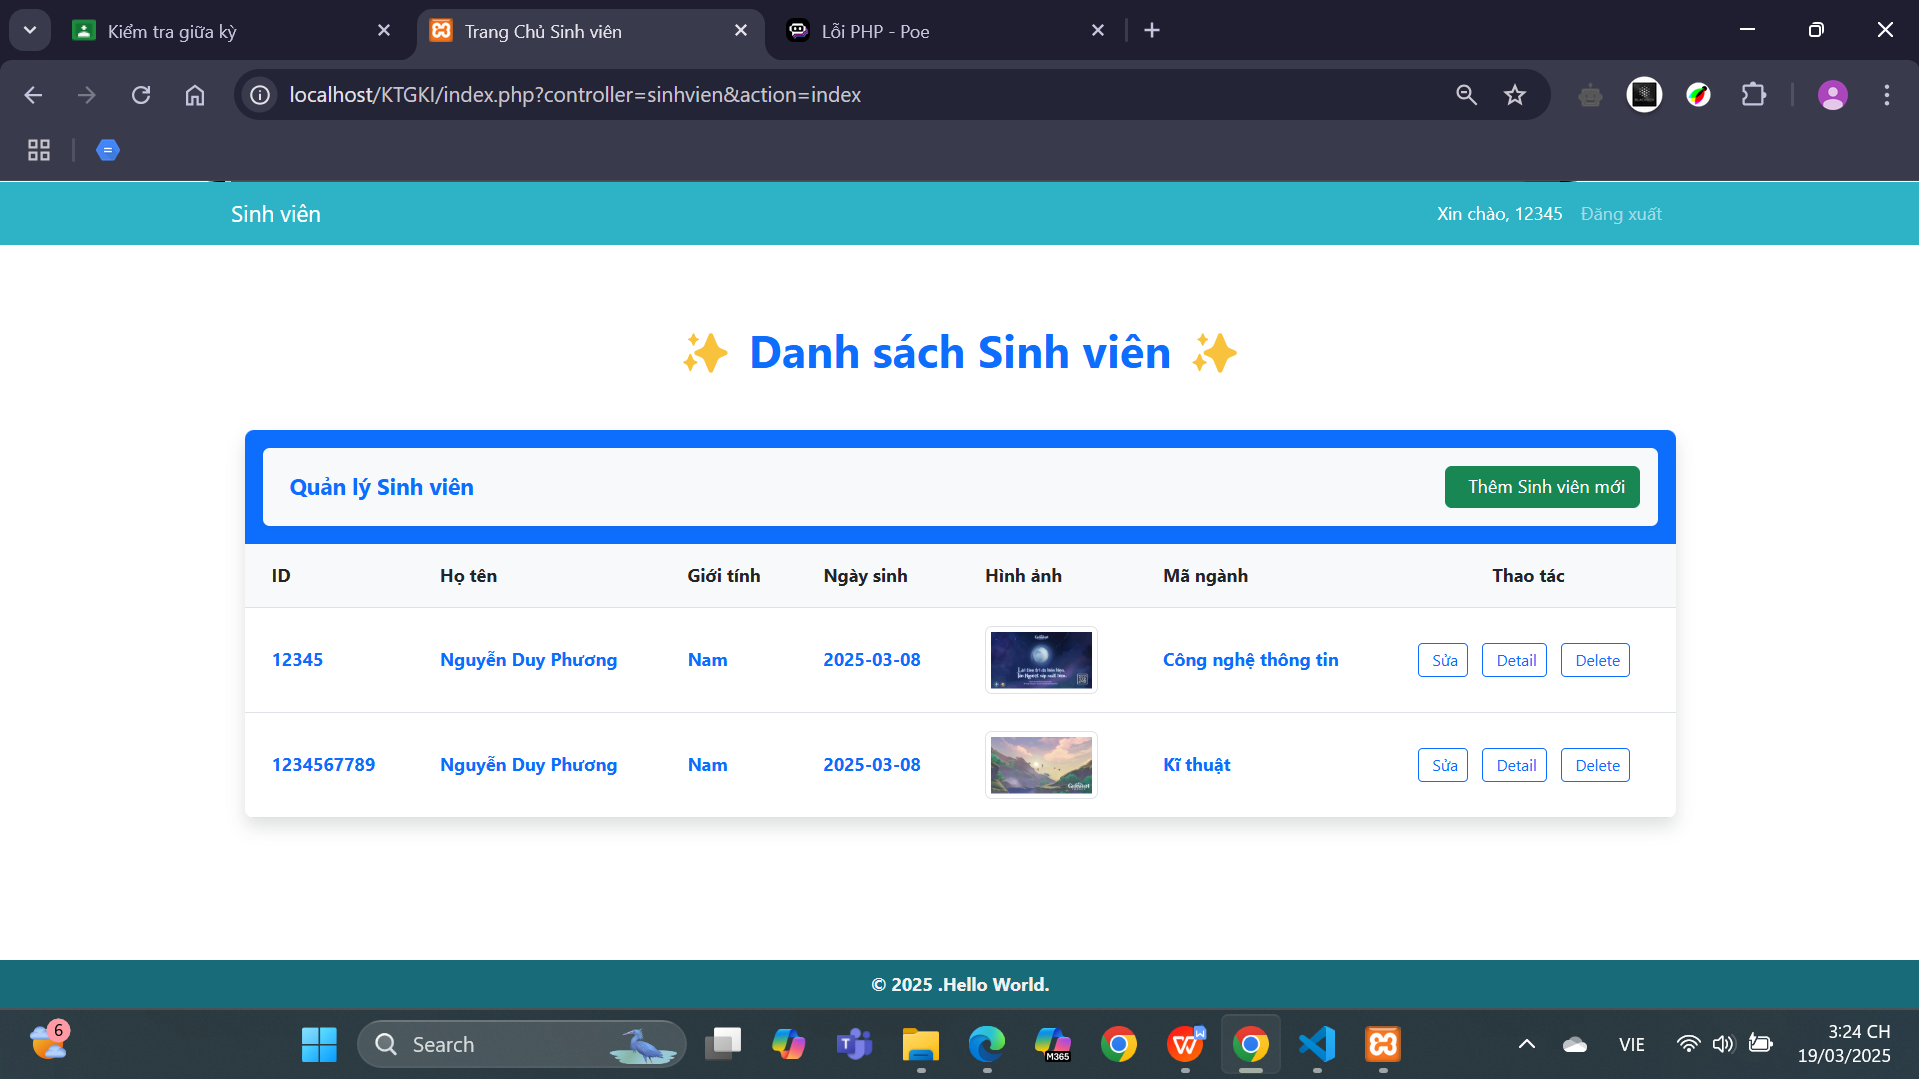 Kiểm tra giữa kỳ
Trang Chủ Sinh viên
Lỗi PHP - Poe
localhost/KTGKI/index.php?controller=sinhvien&action=index
Sinh viên
Xin chào, 12345 Đăng xuất
✨ Danh sách Sinh viên ✨
Quản lý Sinh viên
Thêm Sinh viên mới
ID Họ tên Giới tính Ngày sinh Hình ảnh Mã ngành Thao tác
12345 Nguyễn Duy Phương Nam 2025-03-08 Công nghệ thông tin Sửa Detail Delete
1234567789 Nguyễn Duy Phương Nam 2025-03-08 Kĩ thuật Sửa Detail Delete
© 2025 .Hello World.
6
Search
M365
VIE
3:24 CH
19/03/2025